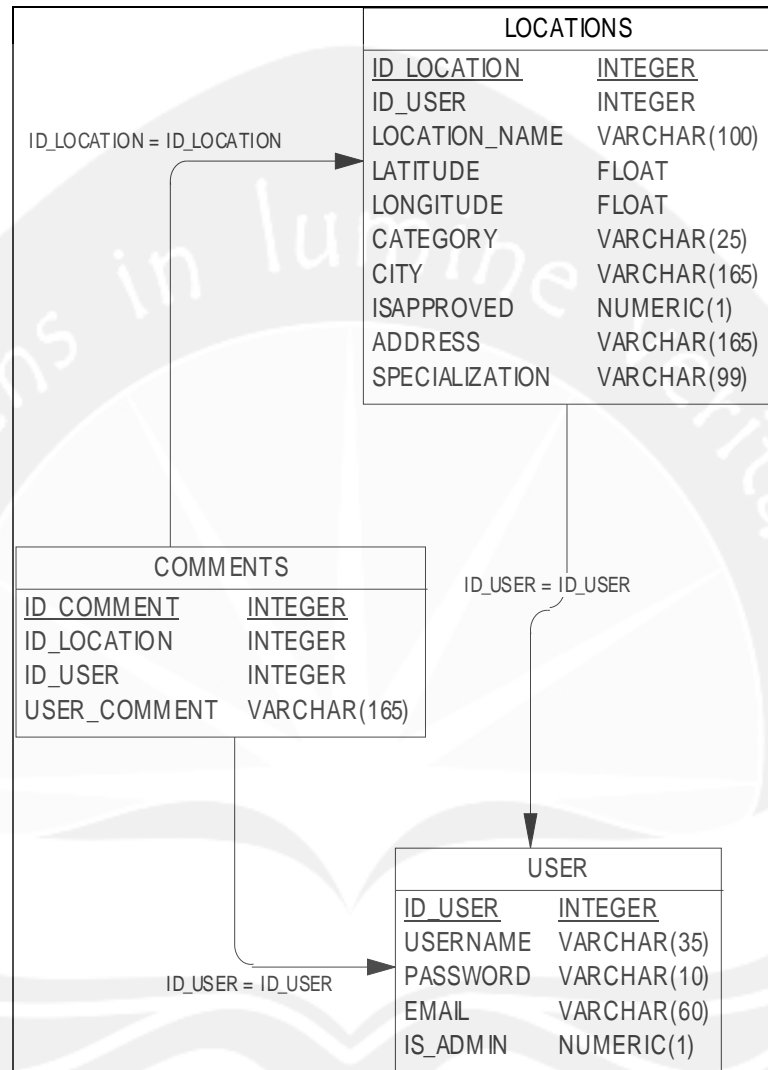 LOCATIONS
ID_LOCATION INTEGER
ID_USER INTEGER
LOCATION_NAME VARCHAR(100)
LATITUDE FLOAT
LONGITUDE FLOAT
CATEGORY VARCHAR(25)
CITY VARCHAR(165)
ISAPPROVED NUMERIC(1)
ADDRESS VARCHAR(165)
SPECIALIZATION VARCHAR(99)
ID_LOCATION = ID_LOCATION
COMMENTS
ID_COMMENT INTEGER
ID_LOCATION INTEGER
ID_USER INTEGER
USER_COMMENT VARCHAR(165)
ID_USER = ID_USER
ID_USER = ID_USER
USER
ID_USER INTEGER
USERNAME VARCHAR(35)
PASSWORD VARCHAR(10)
EMAIL VARCHAR(60)
IS_ADMIN NUMERIC(1)
in lumine